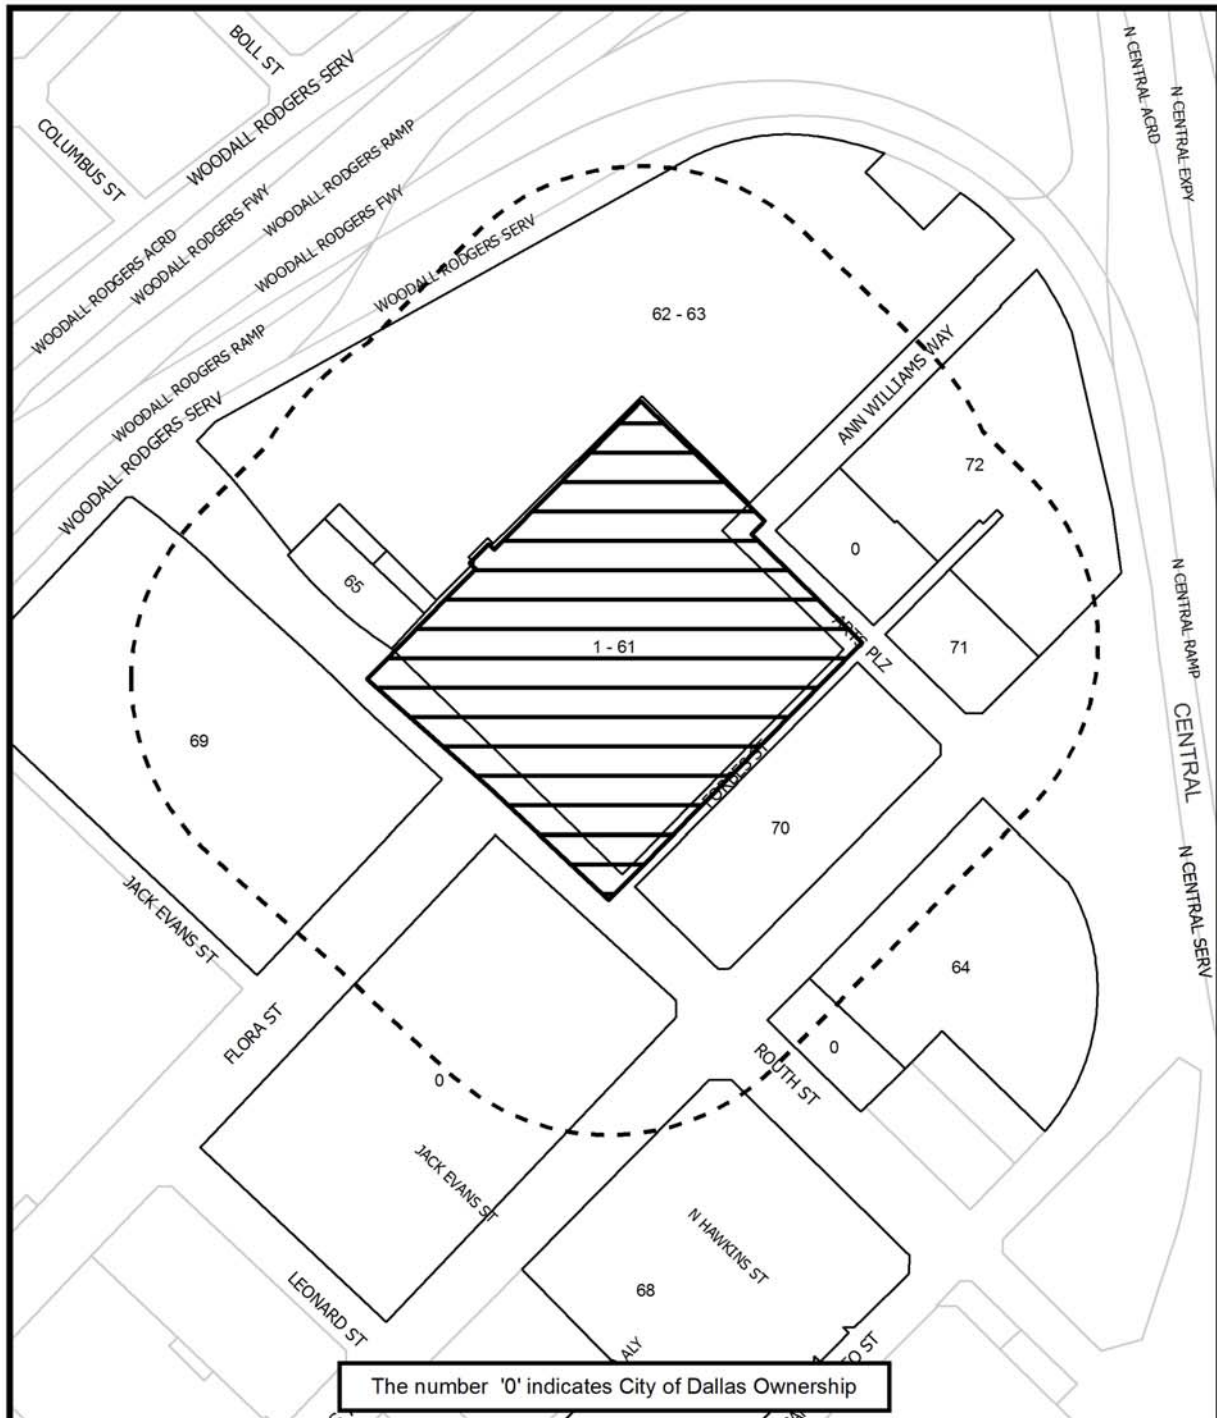 BOLL ST
WOODALL RODGERS SERV
COLUMBUS ST
WOODALL RODGERS RAMP
WOODALL RODGERS FWY
WOODALL RODGERS FWY
WOODALL RODGERS ACRD
WOODALL RODGERS SERV
WOODALL RODGERS RAMP
WOODALL RODGERS SERV
N CENTRAL ACRD
N CENTRAL EXPY
62 - 63
ANN WILLIAMS WAY
72
0
65
1 - 61
ARTS PLZ
71
N CENTRAL RAMP
CENTRAL
69
FORBES ST
70
N CENTRAL SERV
JACK EVANS ST
64
FLORA ST
0
ROUTH ST
0
JACK EVANS ST
N HAWKINS ST
68
LEONARD ST
ALY
The number '0' indicates City of Dallas Ownership